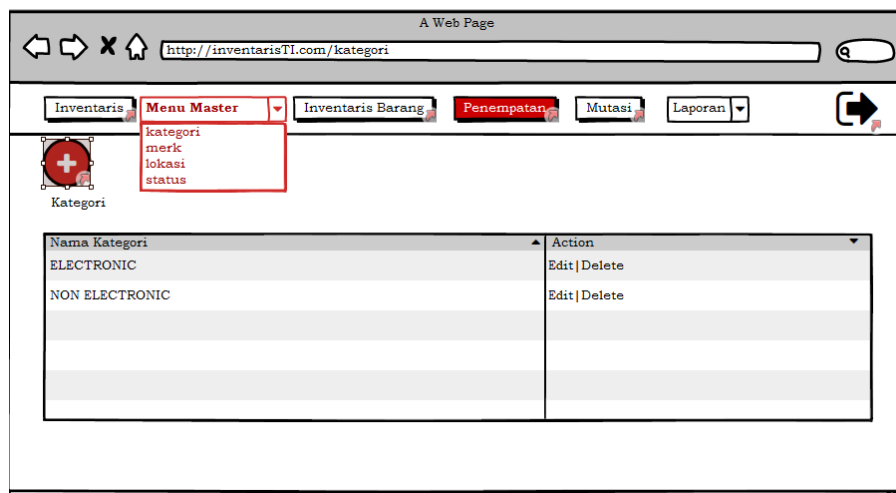 A Web Page
http://inventarisTI.com/kategori
Inventaris Menu Master Inventaris Barang Penempatan Mutasi Laporan
kategori
merk
lokasi
status
Kategori
Nama Kategori Action
ELECTRONIC Edit|Delete
NON ELECTRONIC Edit|Delete